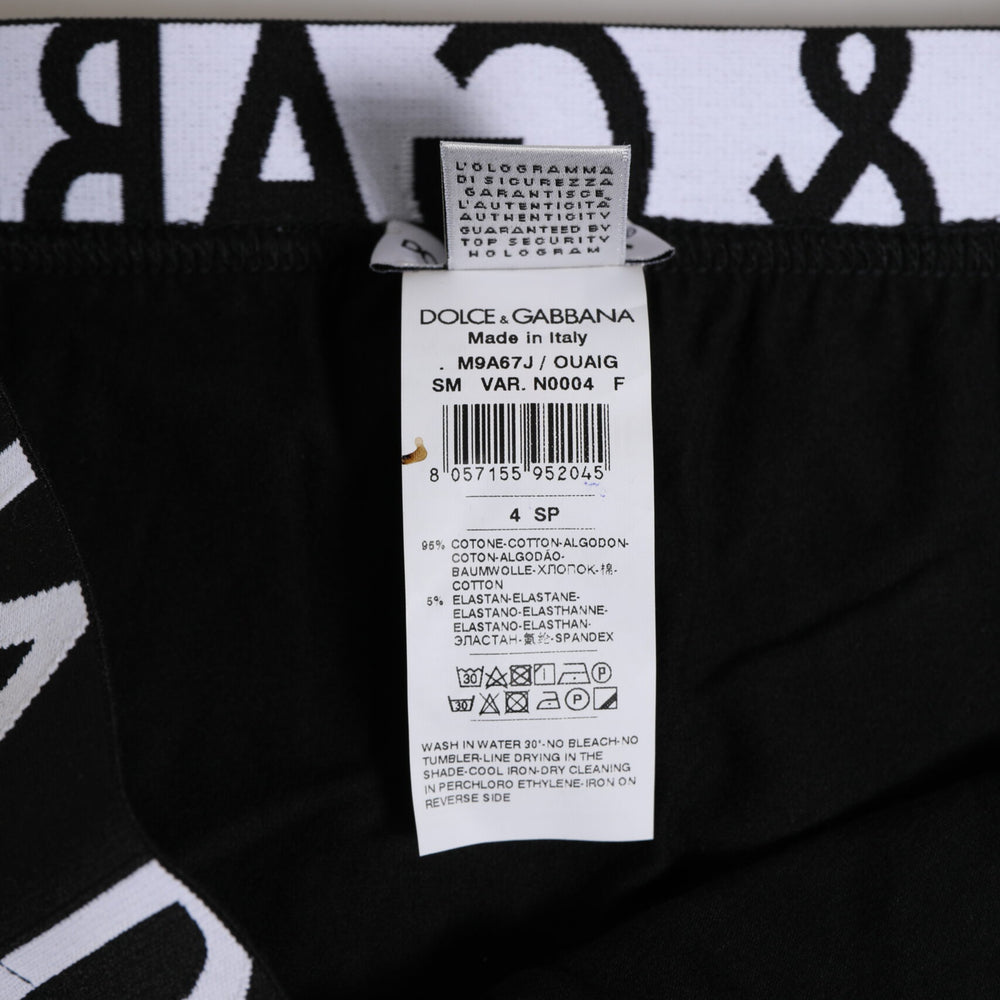 & GAB
L'OLOGRAMMA
DI SICUREZZA
GARANTISCE
L'AUTENTICITÀ
AUTHENTICITY
GUARANTEED BY
TOP SECURITY
HOLOGRAM
DOLCE & GABBANA
Made in Italy
. M9A67J / OUAIG
SM VAR. N0004 F
8 057155 952045
4 SP
95% COTONE-COTTON-ALGODON-
COTON-ALGODÃO-
BAUMWOLLE-ХЛОПОК-棉-
COTTON
5% ELASTAN-ELASTANE-
ELASTANO-ELASTHANNE-
ELASTANO-ELASTHAN-
ЭЛАСТАН-氨纶-SPANDEX
30 P
30 P
WASH IN WATER 30°-NO BLEACH-NO
TUMBLER-LINE DRYING IN THE
SHADE-COOL IRON-DRY CLEANING
IN PERCHLORO ETHYLENE-IRON ON
REVERSE SIDE